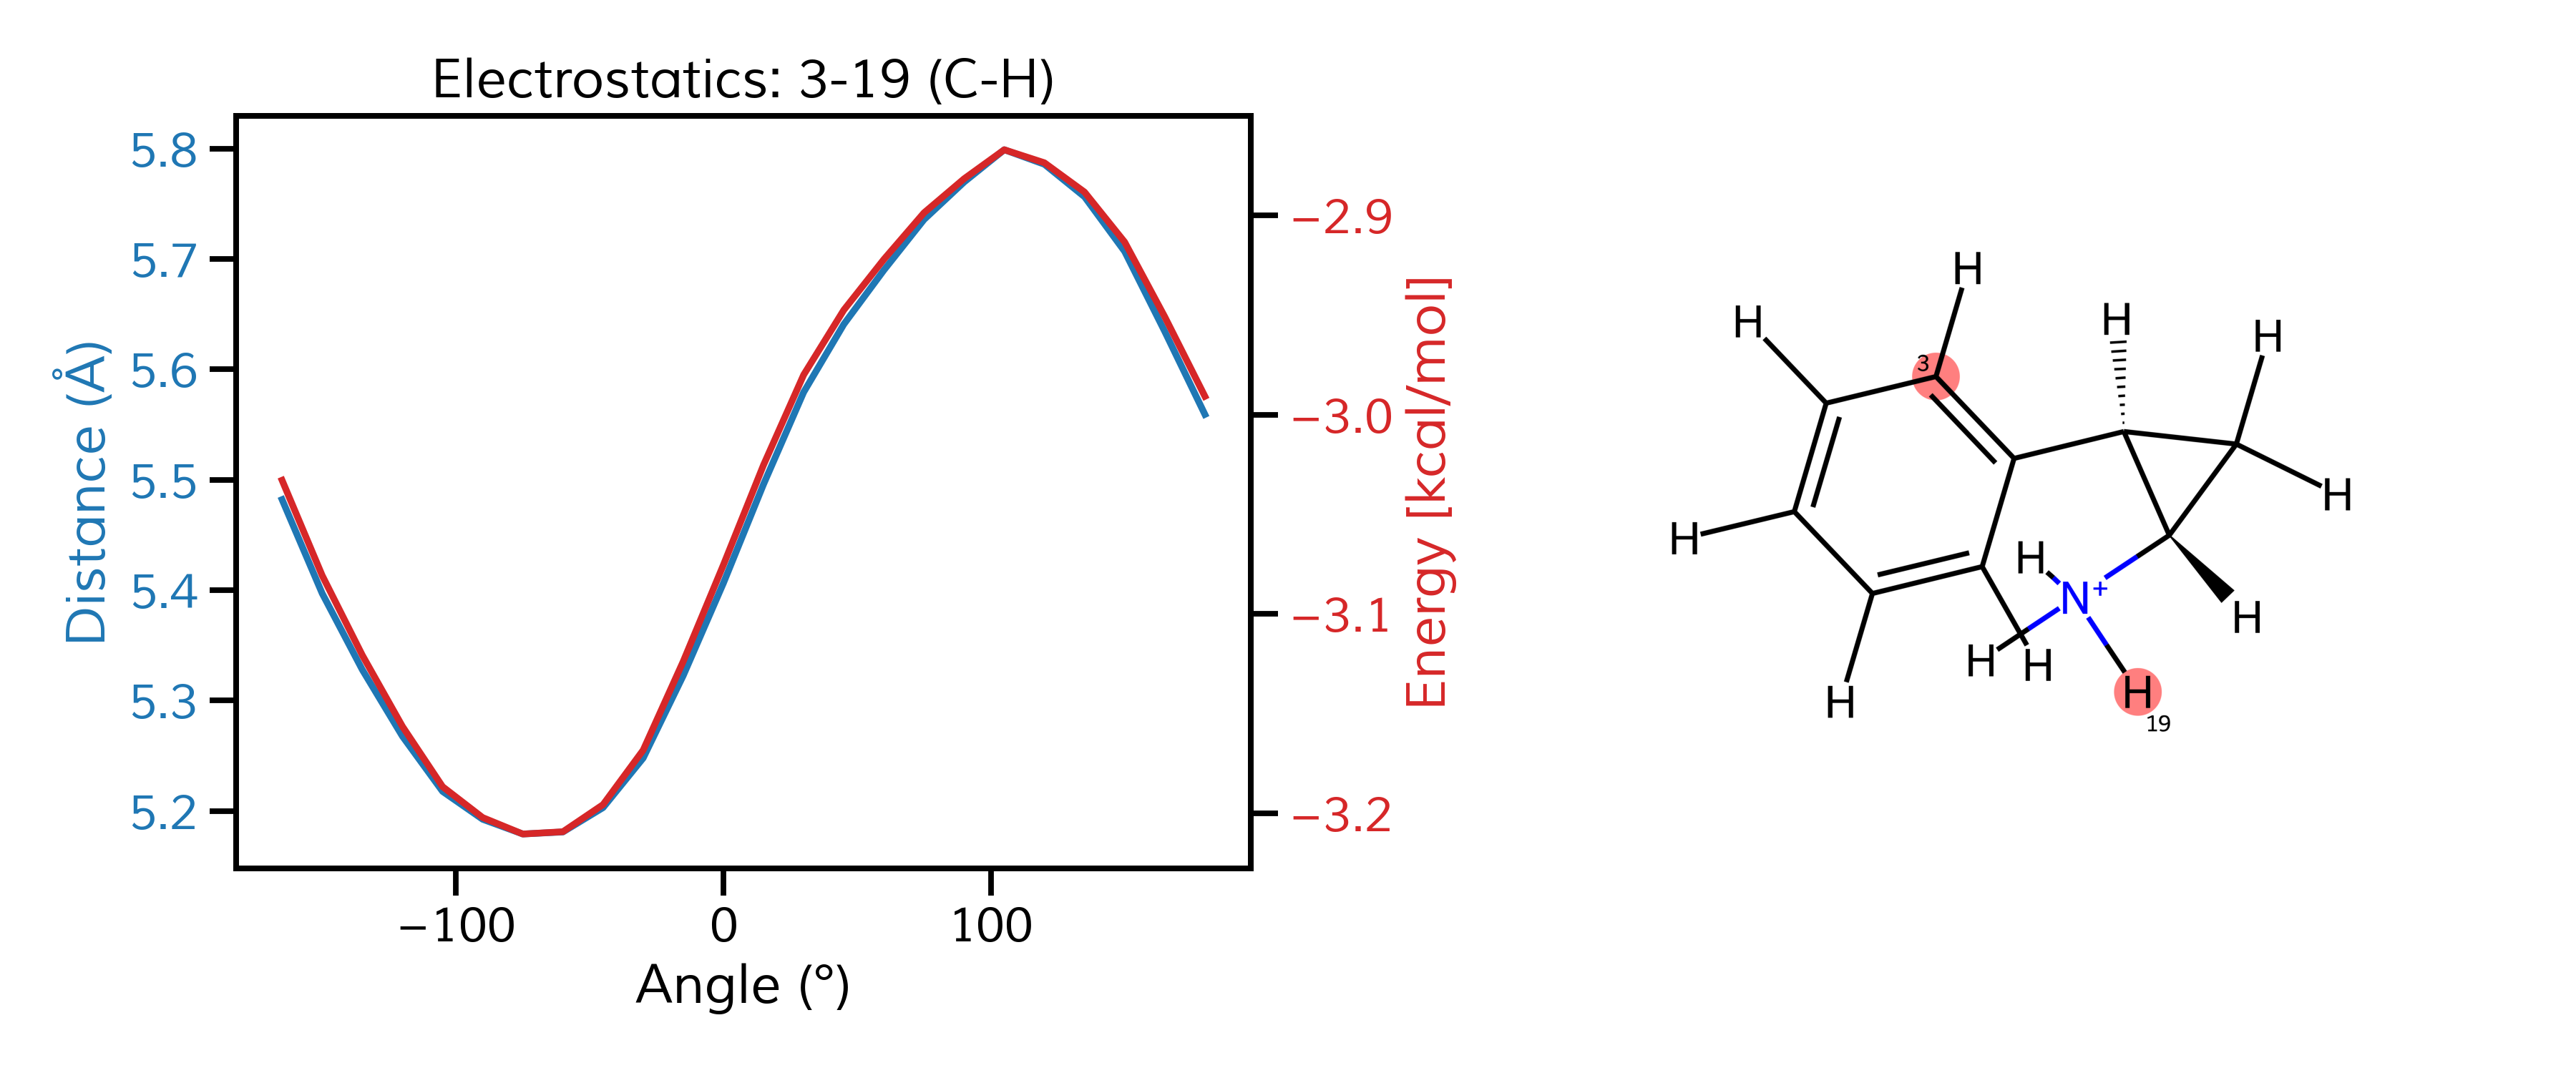 Electrostatics: 3-19 (C-H)
Distance (Å)
5.8
5.7
5.6
5.5
5.4
5.3
5.2
−2.9
−3.0
−3.1
−3.2
Energy [kcal/mol]
−100 0 100
Angle (°)
H
H
H
H
3
H
H
H
H
N+
H
H H
H
H
19